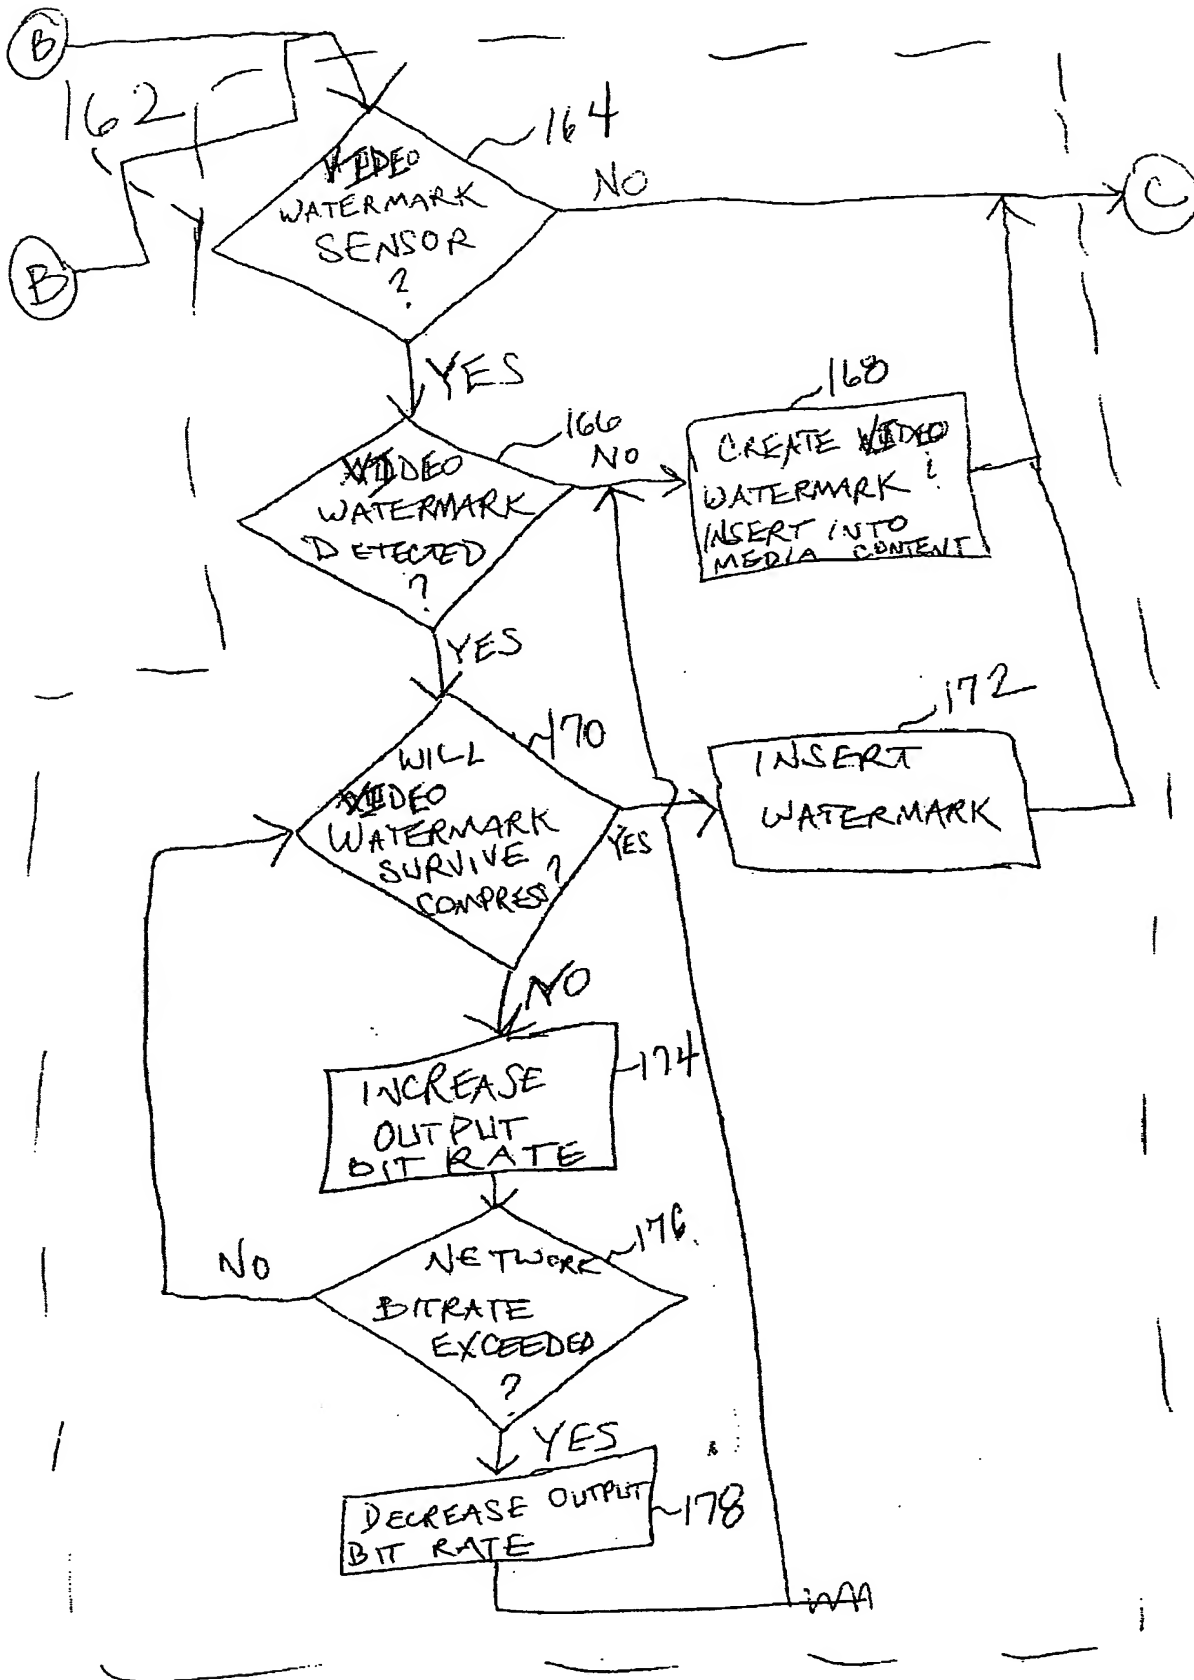 B
162
B
164
VIDEO
WATERMARK
SENSOR
?
NO
C
YES
166
VIDEO
WATERMARK
DETECTED
?
NO
168
CREATE VIDEO
WATERMARK ;
INSERT INTO
MEDIA CONTENT
YES
170
WILL
VIDEO
WATERMARK
SURVIVE
COMPRESS?
YES
172
INSERT
WATERMARK
NO
174
INCREASE
OUTPUT
BIT RATE
176
NETWORK
BITRATE
EXCEEDED
?
NO
YES
DECREASE OUTPUT
BIT RATE
178